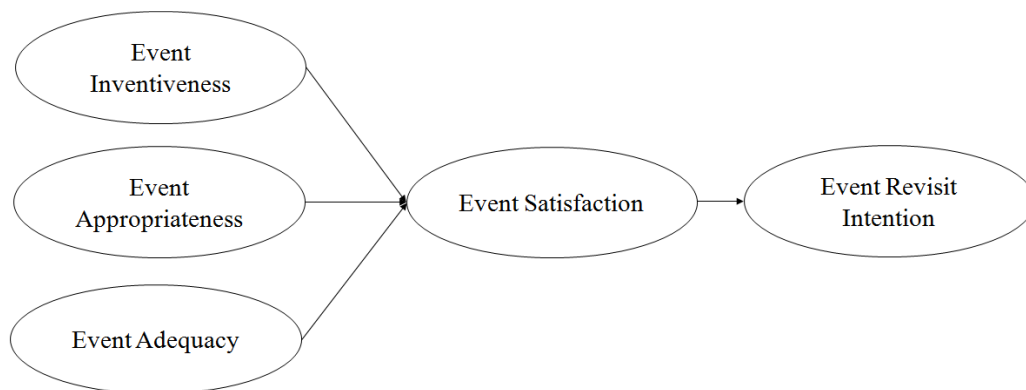 Event
Inventiveness
Event
Appropriateness
Event Adequacy
Event Satisfaction
Event Revisit
Intention